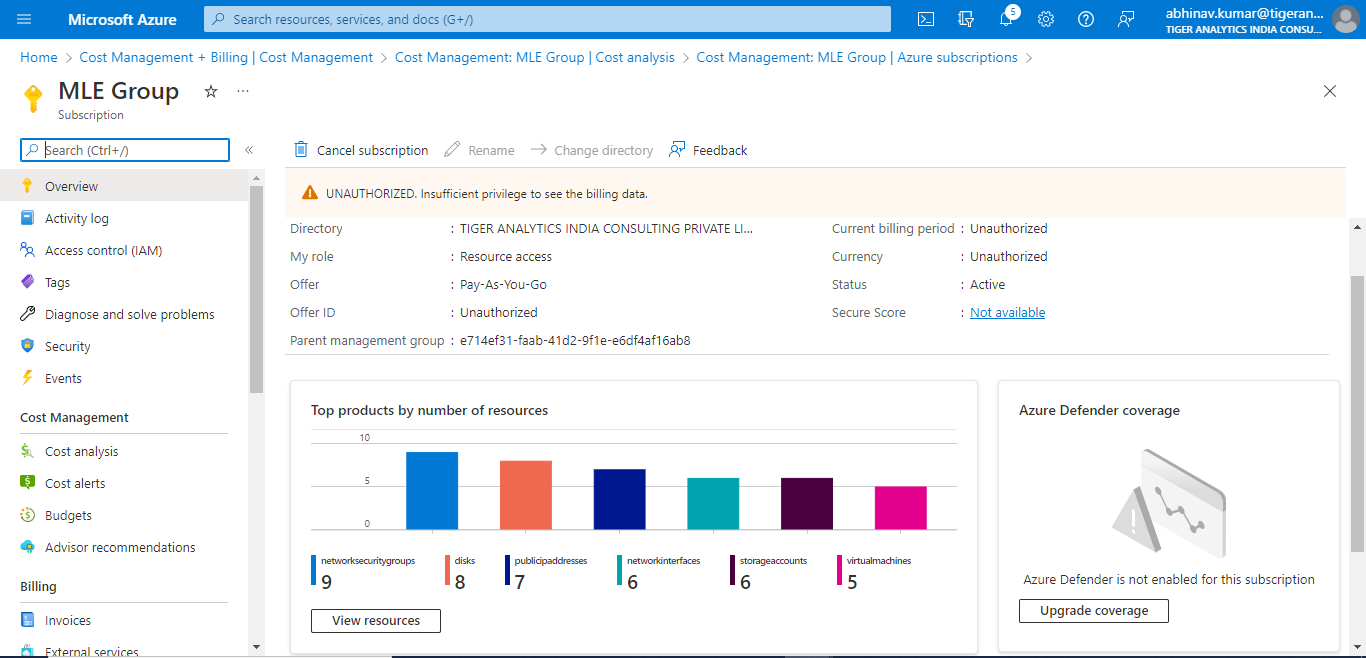 Microsoft Azure
Search resources, services, and docs (G+/)
5
abhinav.kumar@tigeran...
TIGER ANALYTICS INDIA CONSU...
Home > Cost Management + Billing | Cost Management > Cost Management: MLE Group | Cost analysis > Cost Management: MLE Group | Azure subscriptions >
MLE Group
Subscription
Search (Ctrl+/)
Overview
Activity log
Access control (IAM)
Tags
Diagnose and solve problems
Security
Events
Cost Management
Cost analysis
Cost alerts
Budgets
Advisor recommendations
Billing
Invoices
External services
Cancel subscription Rename Change directory Feedback
UNAUTHORIZED. Insufficient privilege to see the billing data.
Directory : TIGER ANALYTICS INDIA CONSULTING PRIVATE LI...
My role : Resource access
Offer : Pay-As-You-Go
Offer ID : Unauthorized
Parent management group : e714ef31-faab-41d2-9f1e-e6df4af16ab8
Current billing period : Unauthorized
Currency : Unauthorized
Status : Active
Secure Score : Not available
Top products by number of resources
10
5
0
networksecuritygroups disks publicipaddresses networkinterfaces storageaccounts virtualmachines
9 8 7 6 6 5
View resources
Azure Defender coverage
Azure Defender is not enabled for this subscription
Upgrade coverage